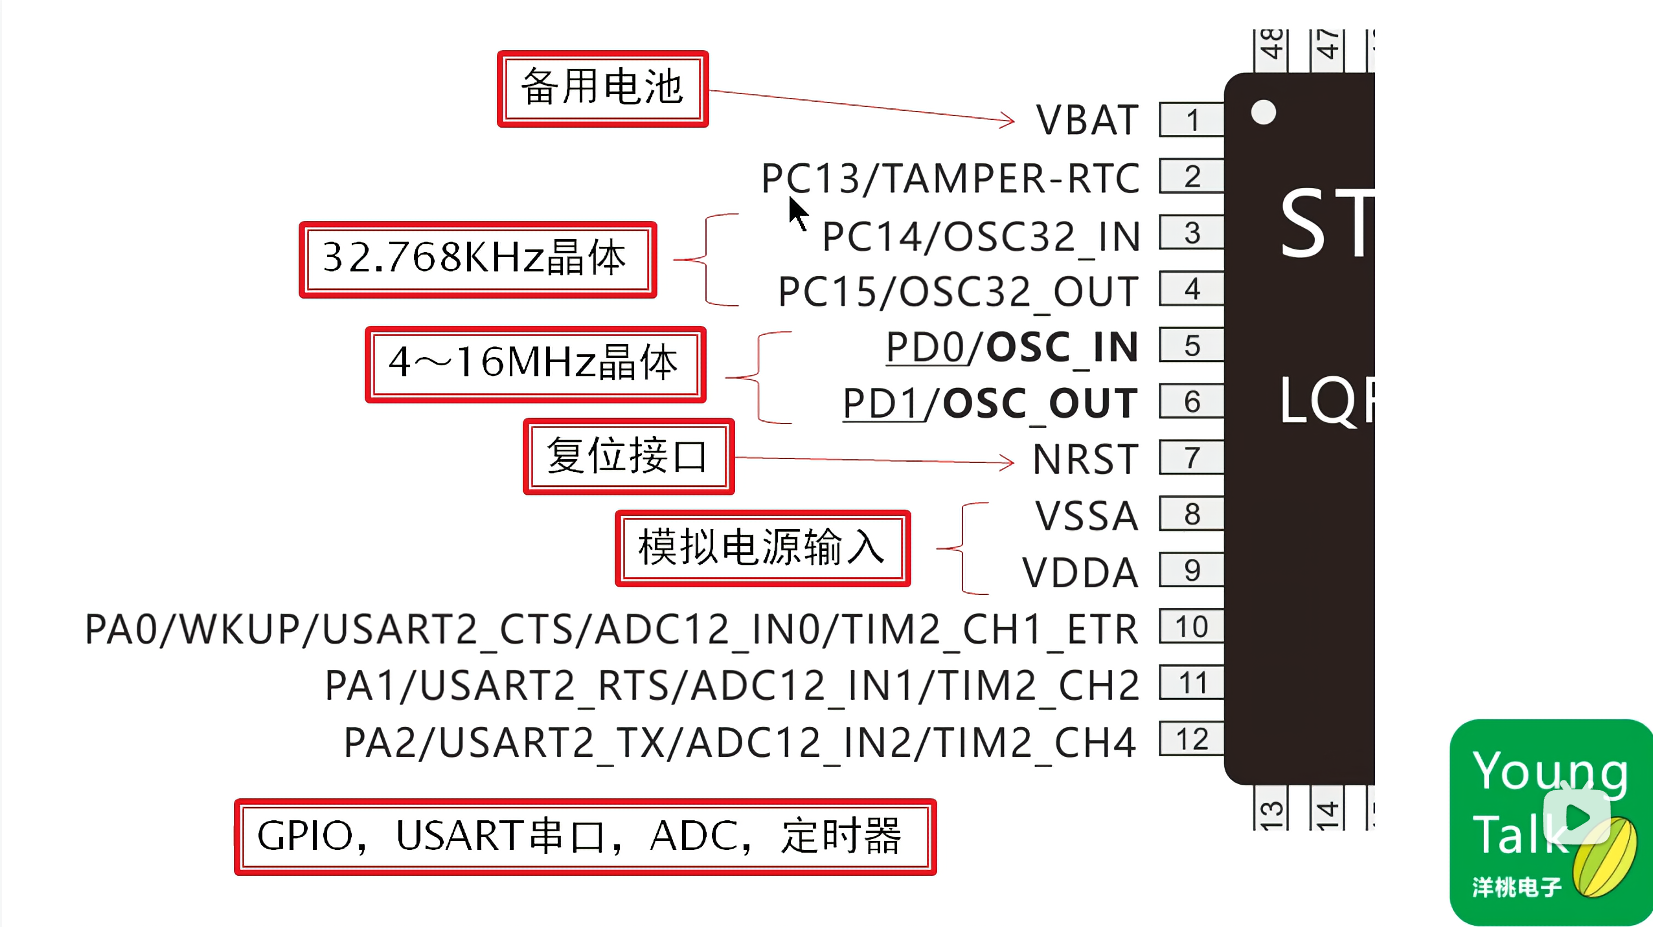 48 47
备用电池
VBAT 1
PC13/TAMPER-RTC 2
PC14/OSC32_IN 3
32.768KHz晶体
PC15/OSC32_OUT 4
PD0/OSC_IN 5
4～16MHz晶体
PD1/OSC_OUT 6
复位接口
NRST 7
VSSA 8
模拟电源输入
VDDA 9
PA0/WKUP/USART2_CTS/ADC12_IN0/TIM2_CH1_ETR 10
PA1/USART2_RTS/ADC12_IN1/TIM2_CH2 11
PA2/USART2_TX/ADC12_IN2/TIM2_CH4 12
ST
LQ
13 14
GPIO，USART串口，ADC，定时器
Young
Talk
洋桃电子